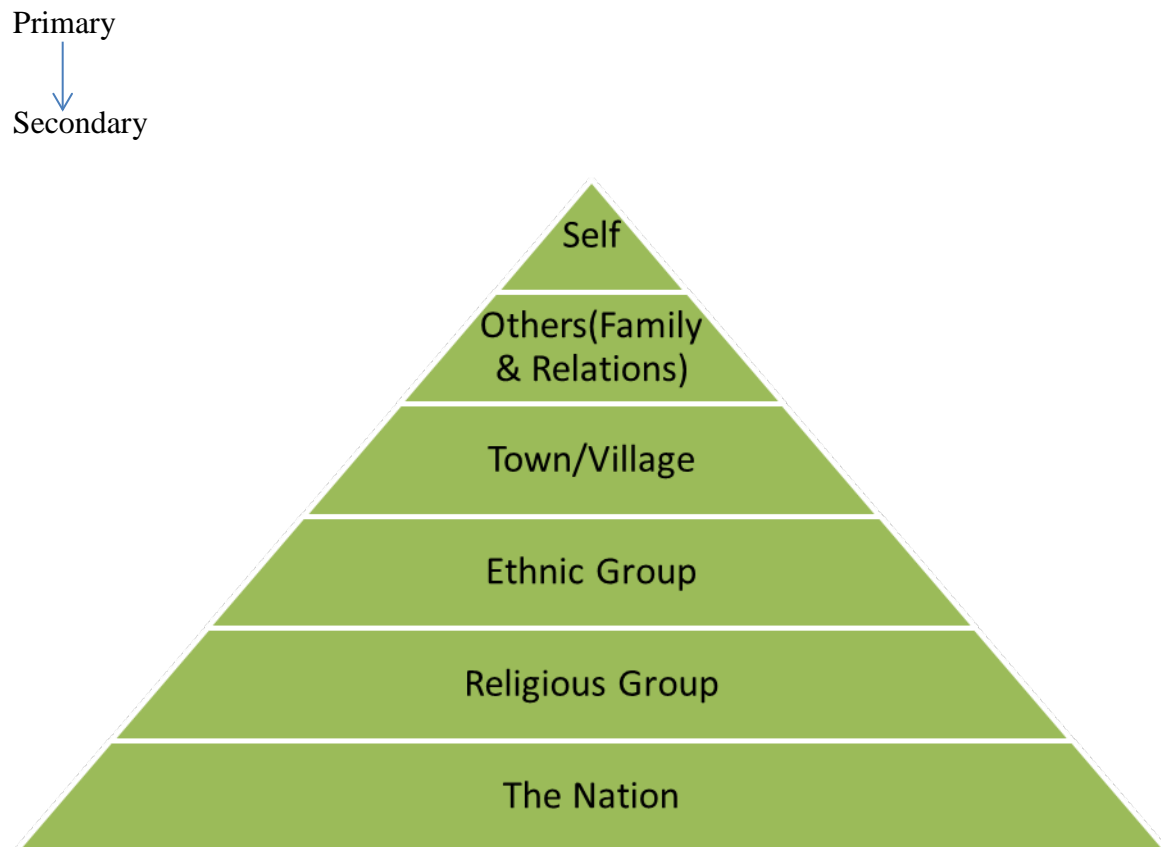 Primary
Secondary
Self
Others(Family
& Relations)
Town/Village
Ethnic Group
Religious Group
The Nation